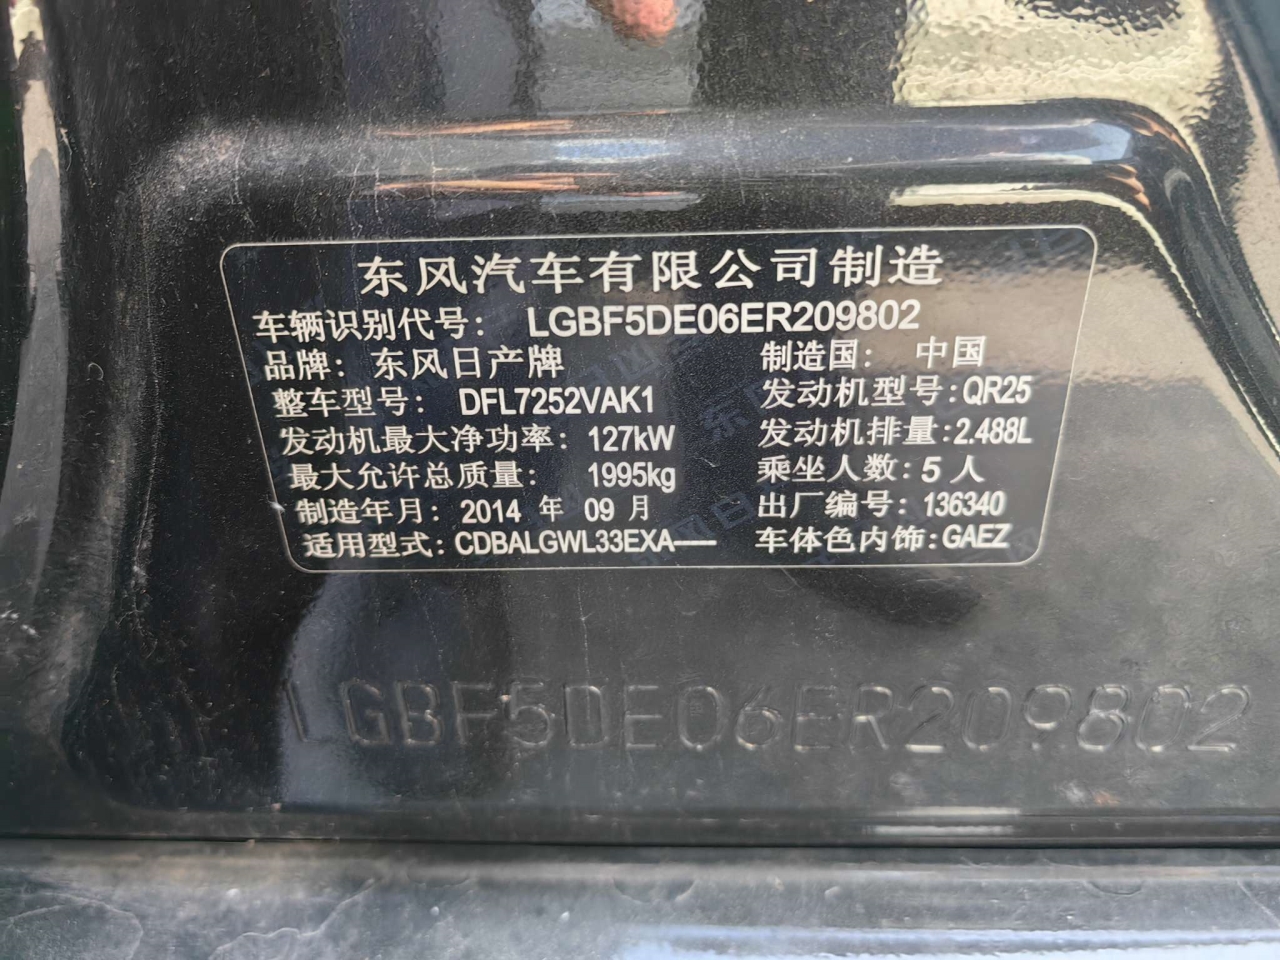 东风汽车有限公司制造
车辆识别代号: LGBF5DE06ER209802
品牌: 东风日产牌 制造国: 中国
整车型号: DFL7252VAK1 发动机型号:QR25
发动机最大净功率: 127kW 发动机排量:2.488L
最大允许总质量: 1995kg 乘坐人数: 5 人
制造年月: 2014 年 09 月 出厂编号: 136340
适用型式: CDBALGWL33EXA—— 车体色内饰:GAEZ
LGBF5DE06ER209802